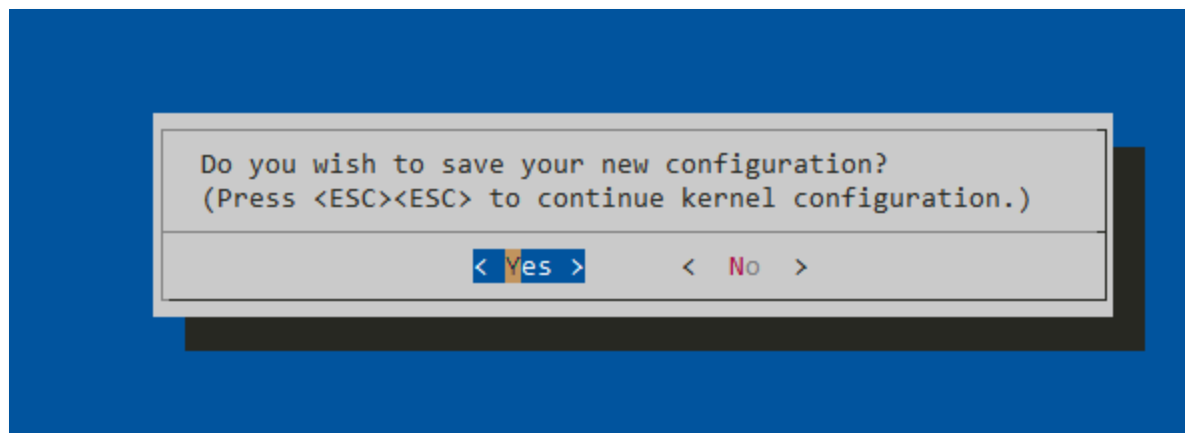 Do you wish to save your new configuration?
(Press <ESC><ESC> to continue kernel configuration.)
< Yes > < No >